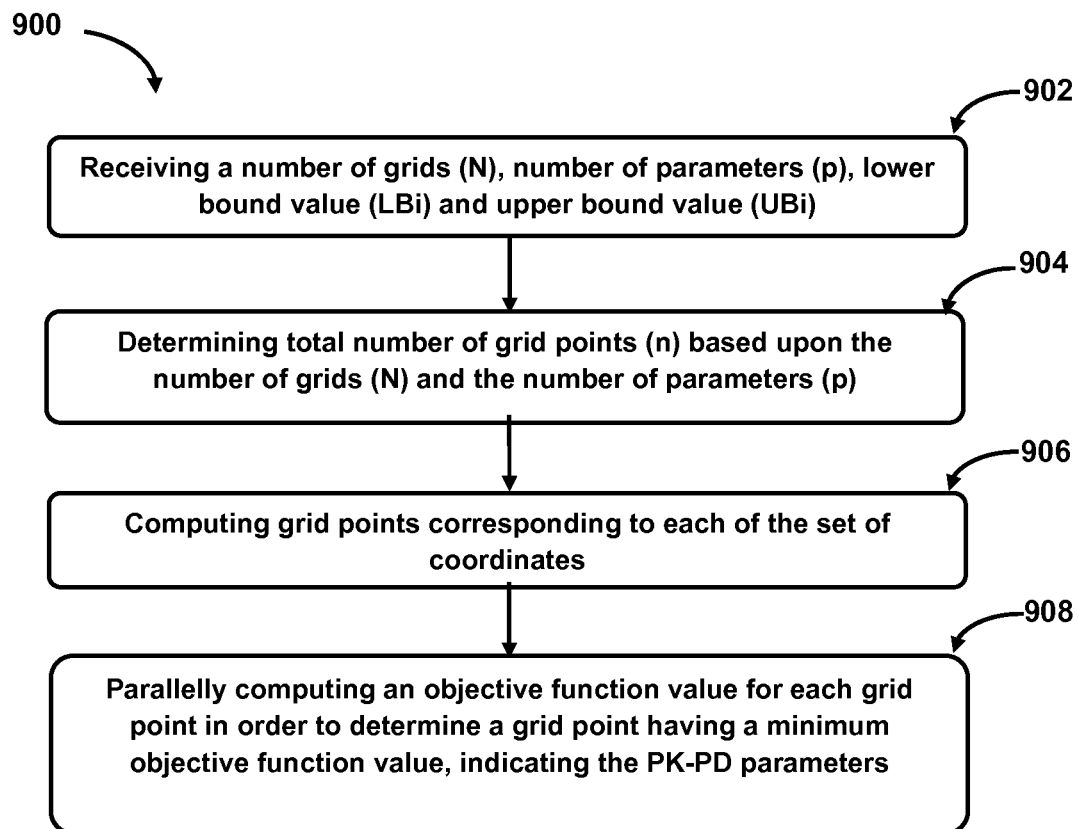 900
902
Receiving a number of grids (N), number of parameters (p), lower
bound value (LBi) and upper bound value (UBi)
904
Determining total number of grid points (n) based upon the
number of grids (N) and the number of parameters (p)
906
Computing grid points corresponding to each of the set of
coordinates
908
Parallelly computing an objective function value for each grid
point in order to determine a grid point having a minimum
objective function value, indicating the PK-PD parameters